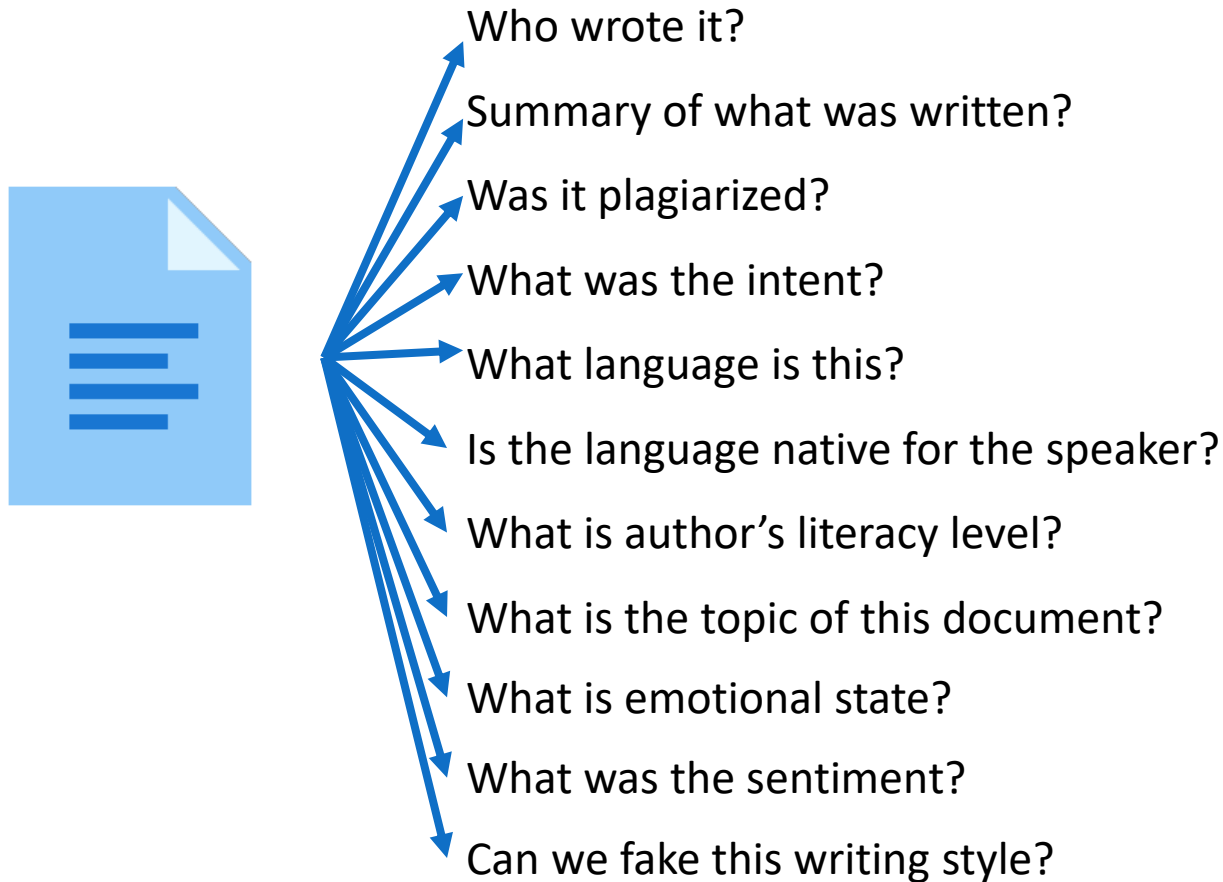 Who wrote it?
Summary of what was written?
Was it plagiarized?
What was the intent?
What language is this?
Is the language native for the speaker?
What is author’s literacy level?
What is the topic of this document?
What is emotional state?
What was the sentiment?
Can we fake this writing style?